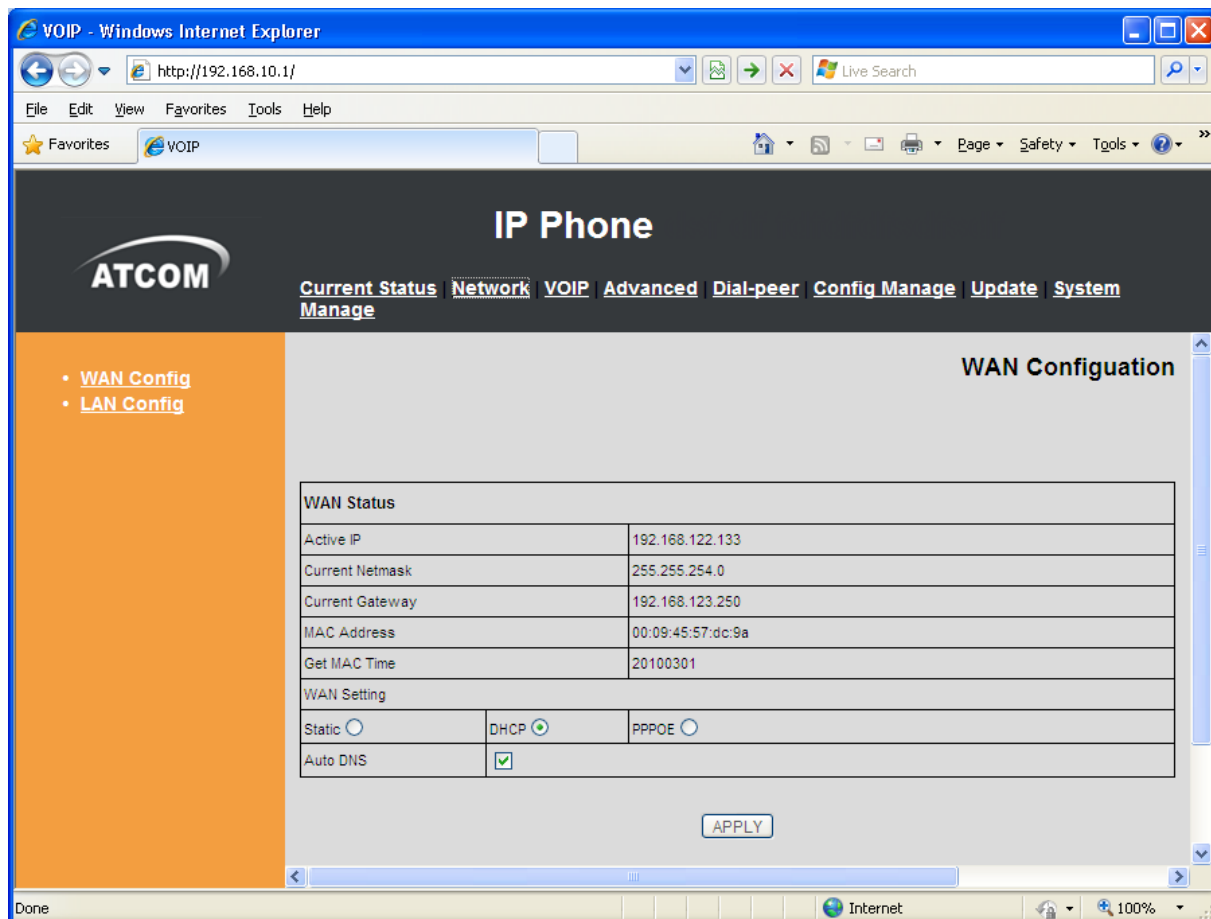 VOIP - Windows Internet Explorer
http://192.168.10.1/
Live Search
File Edit View Favorites Tools Help
Favorites VOIP Page Safety Tools
IP Phone
ATCOM
Current Status | Network | VOIP | Advanced | Dial-peer | Config Manage | Update | System
Manage
• WAN Config
• LAN Config
WAN Configuation
WAN Status
Active IP 192.168.122.133
Current Netmask 255.255.254.0
Current Gateway 192.168.123.250
MAC Address 00:09:45:57:dc:9a
Get MAC Time 20100301
WAN Setting
Static DHCP PPPOE
Auto DNS
APPLY
Done Internet 100%